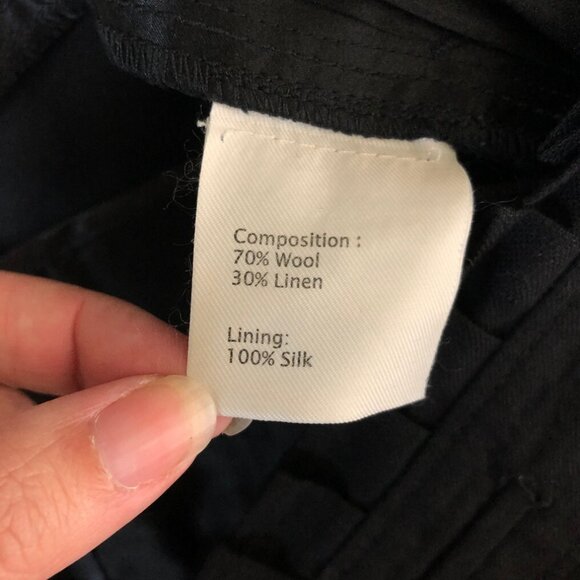 Composition :
70% Wool
30% Linen
Lining:
100% Silk